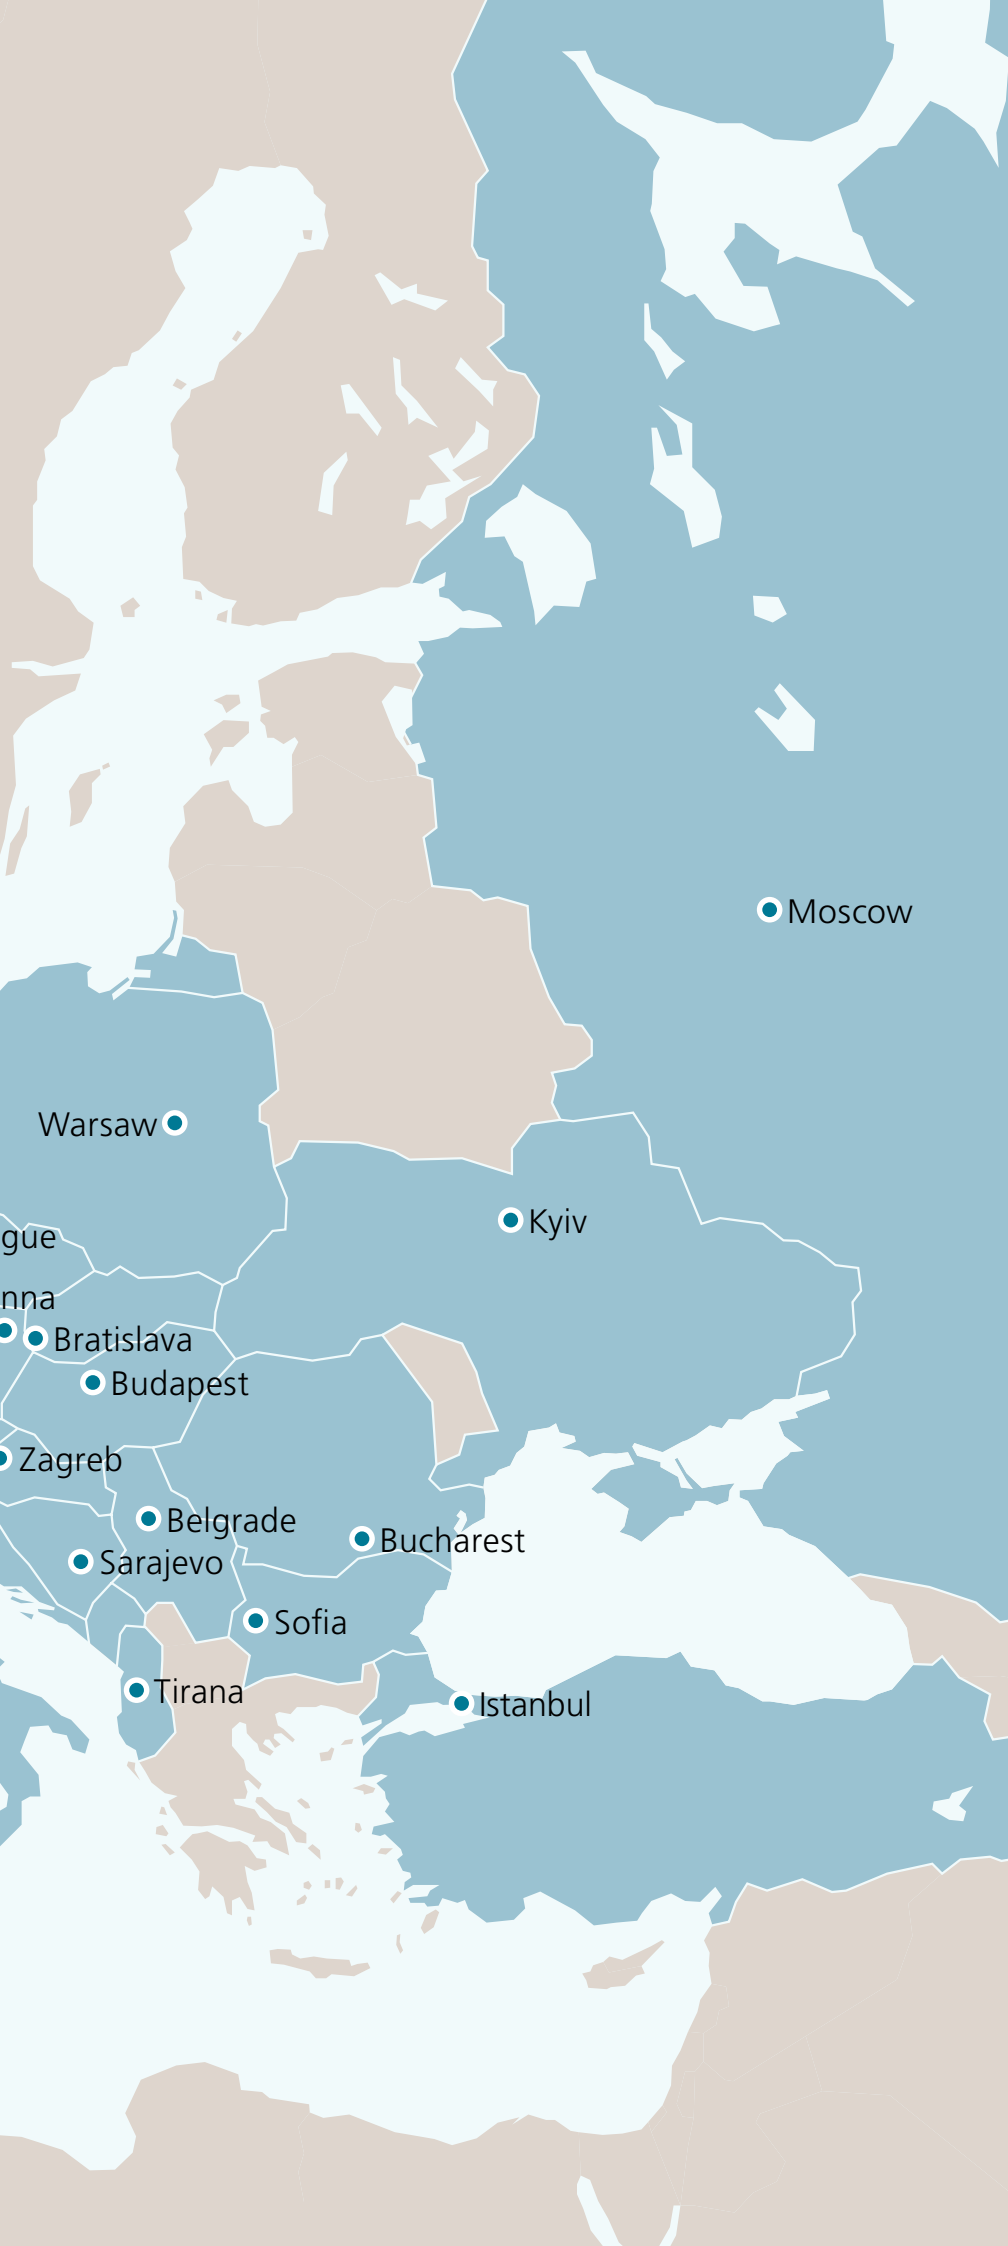 Moscow
Warsaw
Kyiv
gue
nna
Bratislava
Budapest
Zagreb
Belgrade
Bucharest
Sarajevo
Sofia
Tirana
Istanbul